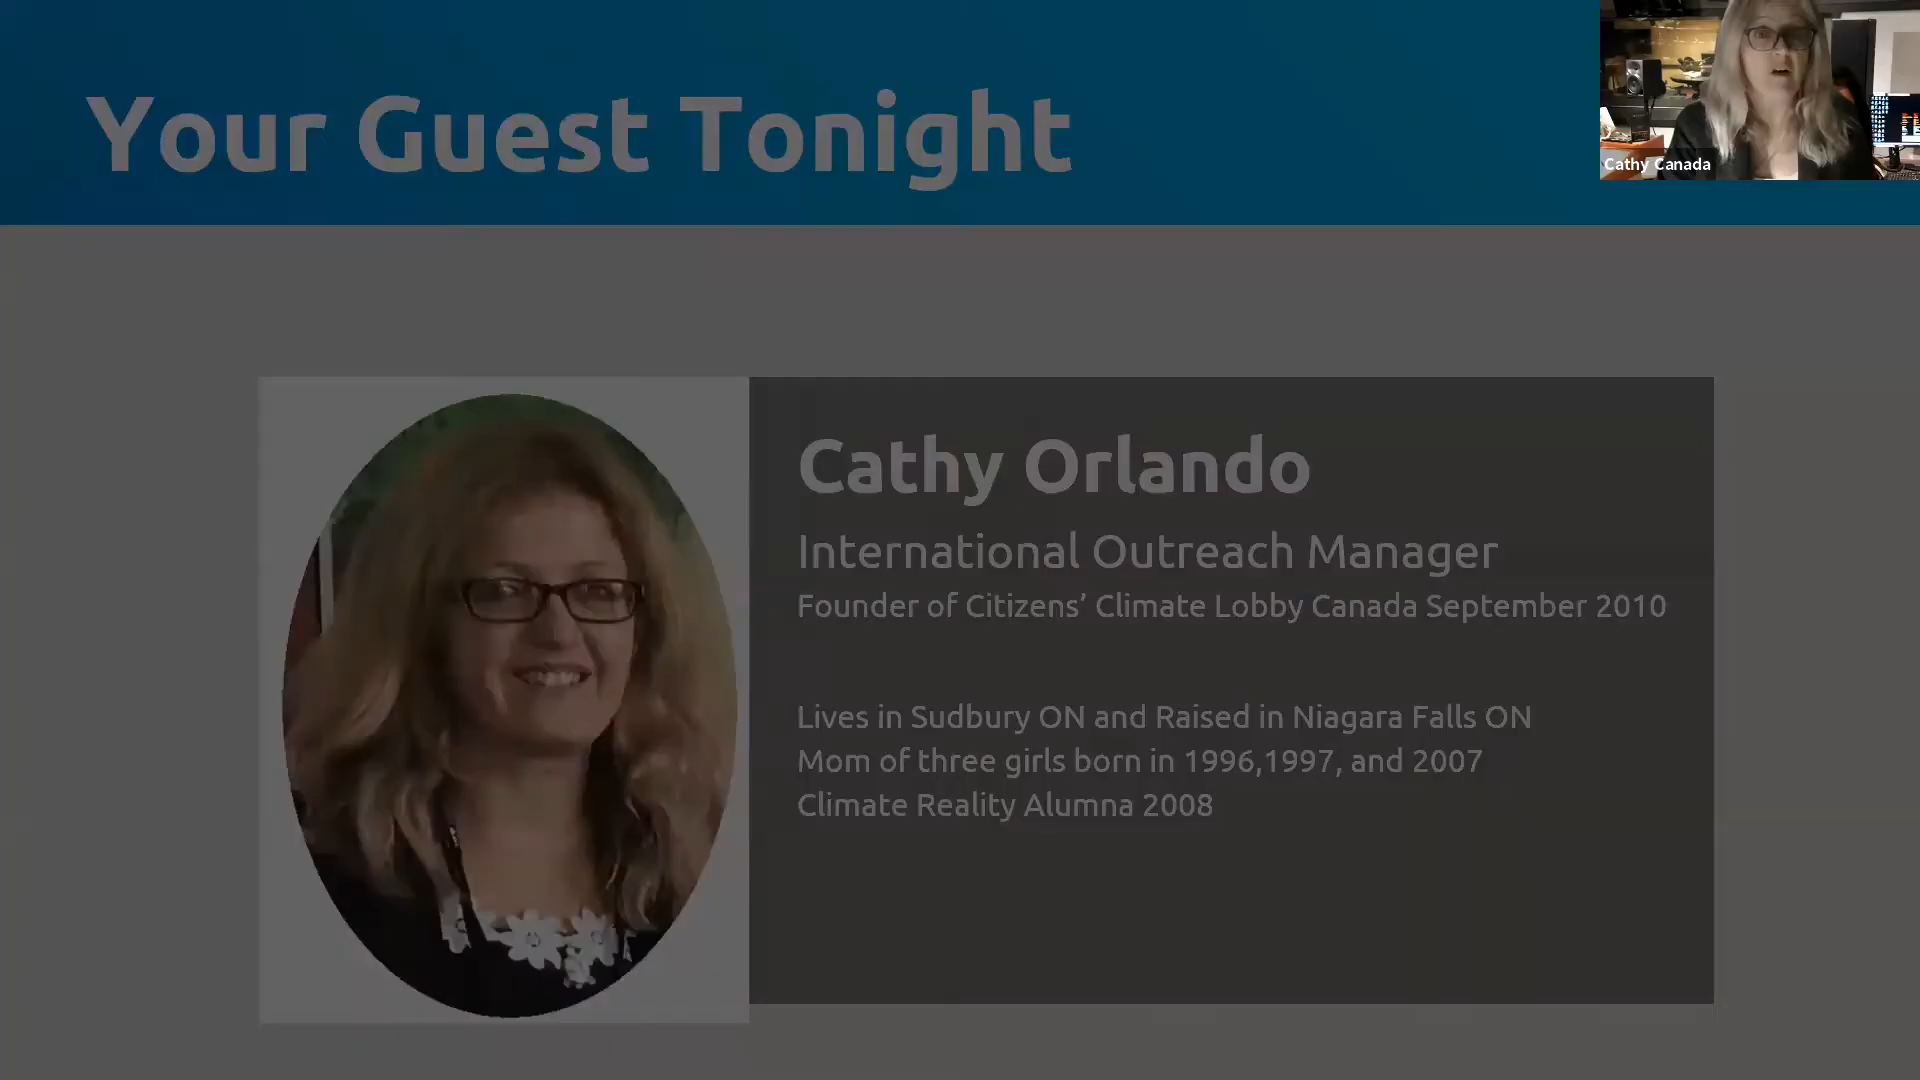 Your Guest Tonight
Cathy Canada
Cathy Orlando
International Outreach Manager
Founder of Citizens’ Climate Lobby Canada September 2010
Lives in Sudbury ON and Raised in Niagara Falls ON
Mom of three girls born in 1996,1997, and 2007
Climate Reality Alumna 2008